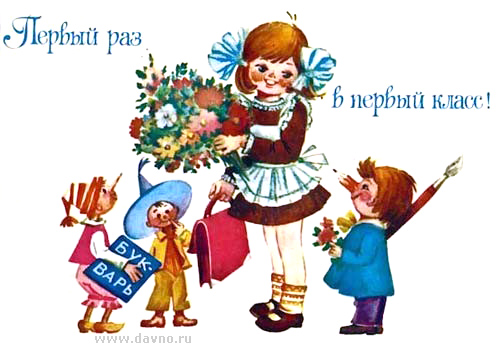 Первый раз
в первый класс!
БУК-
ВАРЬ
www.davno.ru